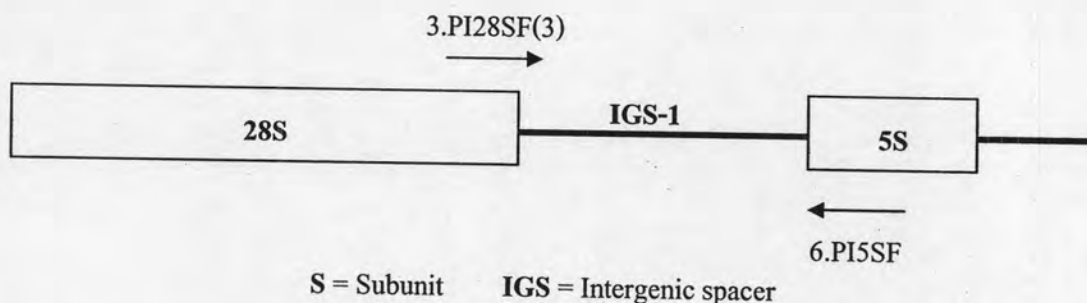 3.PI28SF(3)
28S
IGS-1
5S
6.PI5SF
S = Subunit IGS = Intergenic spacer